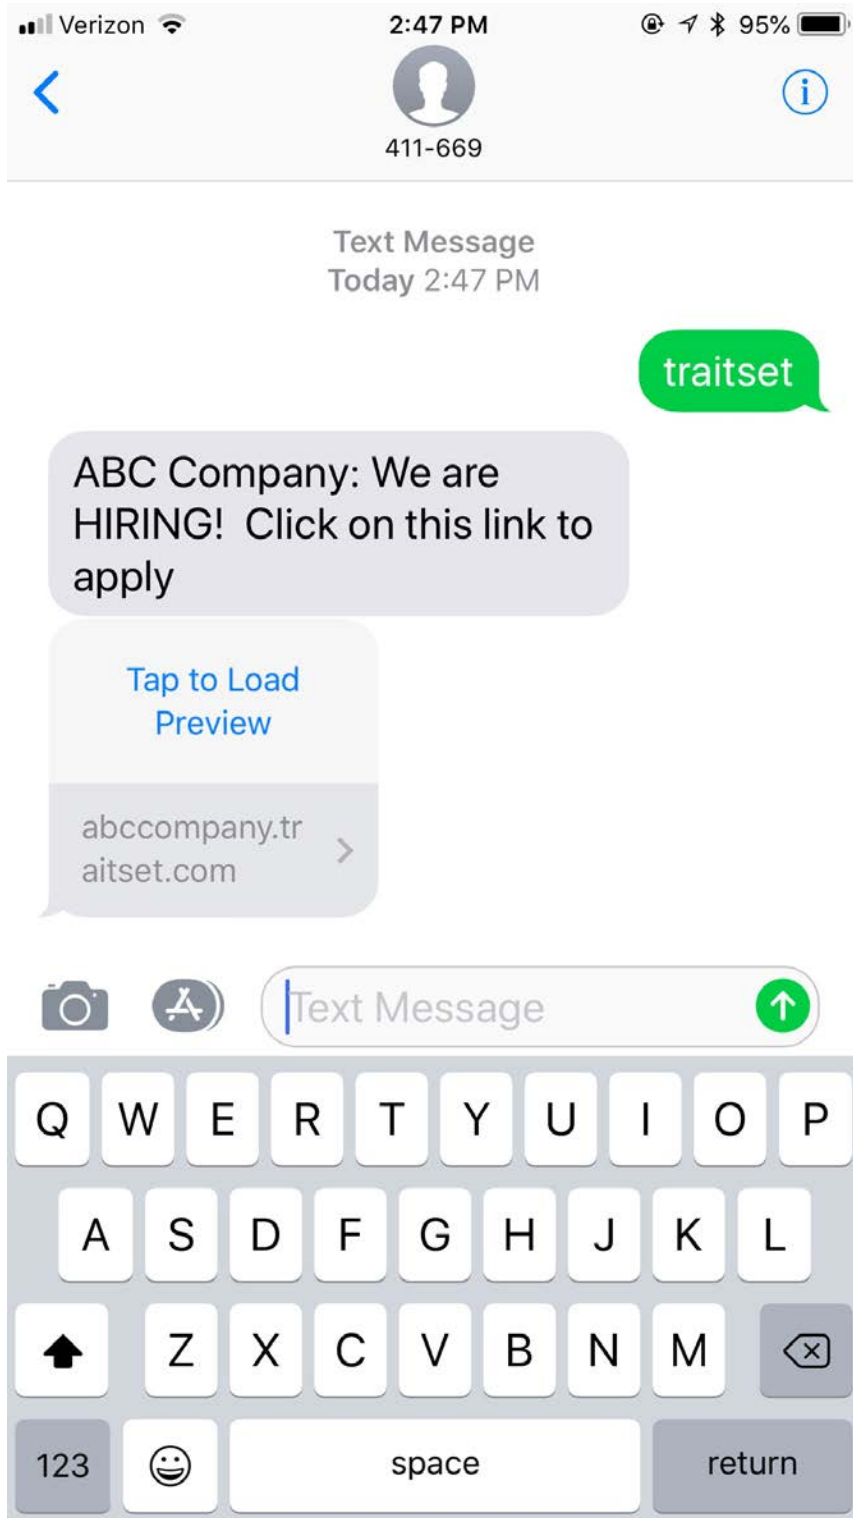 Verizon 2:47 PM 95%
411-669
Text Message
Today 2:47 PM
traitset
ABC Company: We are
HIRING!  Click on this link to
apply
Tap to Load
Preview
abccompany.tr
aitset.com
Text Message
Q W E R T Y U I O P
A S D F G H J K L
Z X C V B N M
123 space return